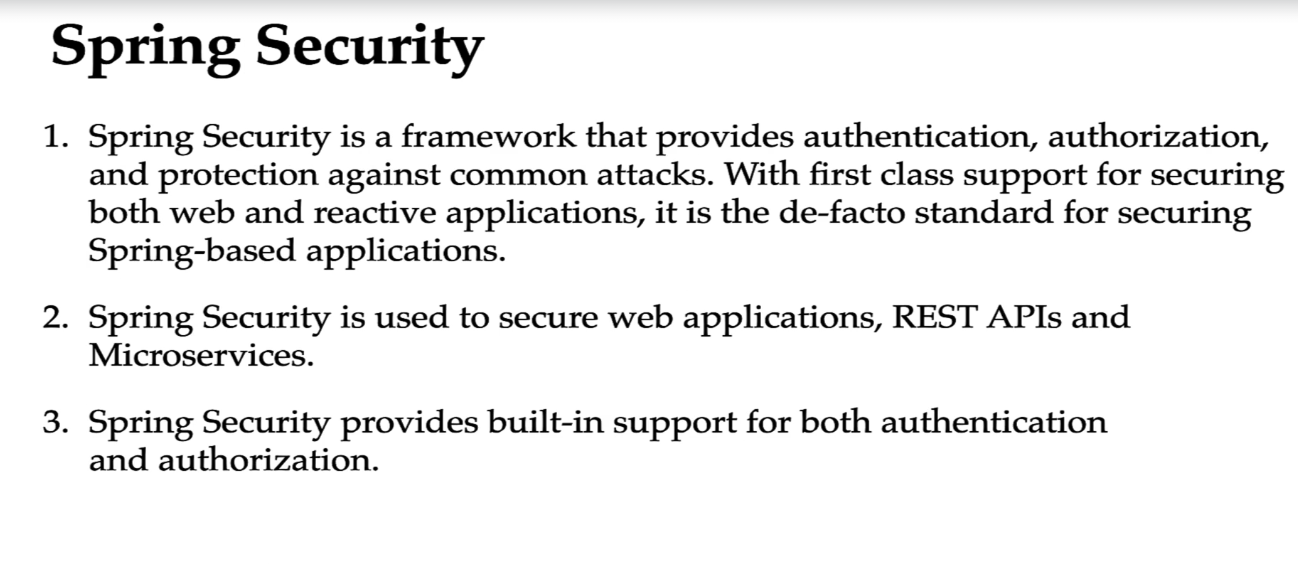 Spring Security
1. Spring Security is a framework that provides authentication, authorization,
and protection against common attacks. With first class support for securing
both web and reactive applications, it is the de-facto standard for securing
Spring-based applications.
2. Spring Security is used to secure web applications, REST APIs and
Microservices.
3. Spring Security provides built-in support for both authentication
and authorization.